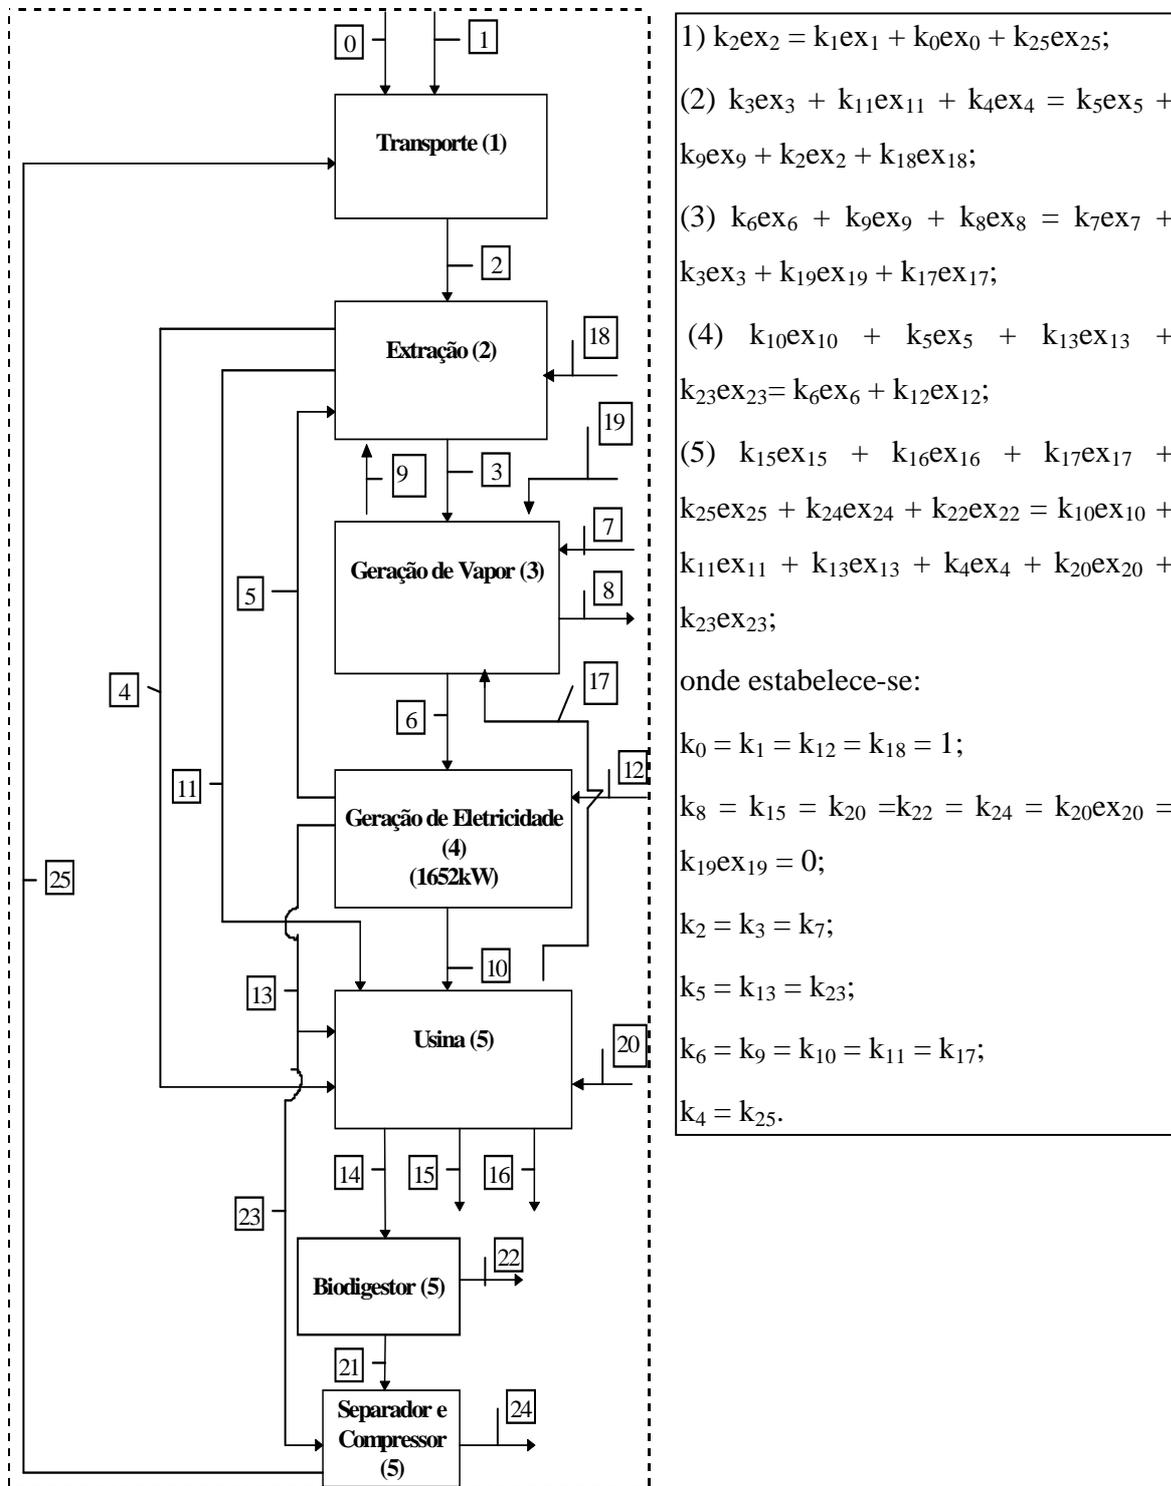 0
1
Transporte (1)
2
Extração (2)
18
19
9
3
7
Geração de Vapor (3)
8
5
4
17
6
11
12
Geração de Eletricidade
(4)
(1652kW)
25
10
13
Usina (5)
20
14
15
16
23
22
Biodigestor (5)
21
Separador e
Compressor
(5)
24
1) k₂ex₂ = k₁ex₁ + k₀ex₀ + k₂₅ex₂₅;
(2) k₃ex₃ + k₁₁ex₁₁ + k₄ex₄ = k₅ex₅ +
k₉ex₉ + k₂ex₂ + k₁₈ex₁₈;
(3) k₆ex₆ + k₉ex₉ + k₈ex₈ = k₇ex₇ +
k₃ex₃ + k₁₉ex₁₉ + k₁₇ex₁₇;
(4) k₁₀ex₁₀ + k₅ex₅ + k₁₃ex₁₃ +
k₂₃ex₂₃= k₆ex₆ + k₁₂ex₁₂;
(5) k₁₅ex₁₅ + k₁₆ex₁₆ + k₁₇ex₁₇ +
k₂₅ex₂₅ + k₂₄ex₂₄ + k₂₂ex₂₂ = k₁₀ex₁₀ +
k₁₁ex₁₁ + k₁₃ex₁₃ + k₄ex₄ + k₂₀ex₂₀ +
k₂₃ex₂₃;
onde estabelece-se:
k₀ = k₁ = k₁₂ = k₁₈ = 1;
k₈ = k₁₅ = k₂₀ =k₂₂ = k₂₄ = k₂₀ex₂₀ =
k₁₉ex₁₉ = 0;
k₂ = k₃ = k₇;
k₅ = k₁₃ = k₂₃;
k₆ = k₉ = k₁₀ = k₁₁ = k₁₇;
k₄ = k₂₅.